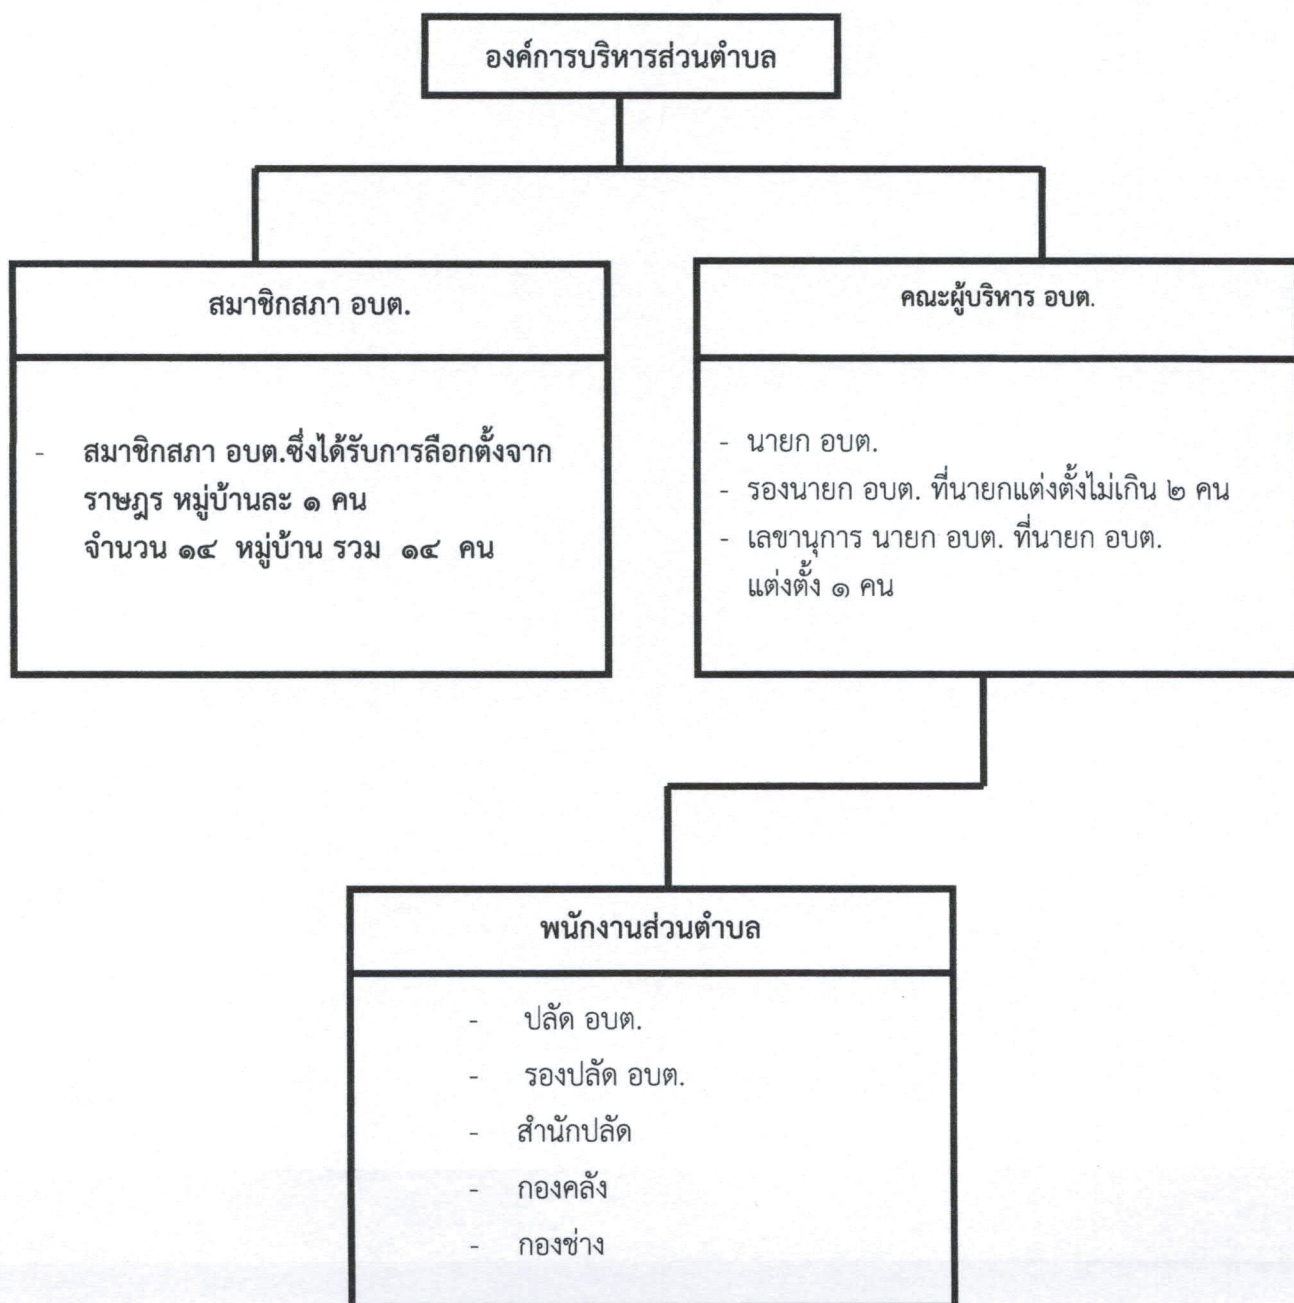 องค์การบริหารส่วนตำบล
สมาชิกสภา อบต.
- สมาชิกสภา อบต.ซึ่งได้รับการลือกตั้งจาก
ราษฎร หมู่บ้านละ ๑ คน
จำนวน ๑๔ หมู่บ้าน รวม ๑๔ คน
คณะผู้บริหาร อบต.
- นายก อบต.
- รองนายก อบต. ที่นายกแต่งตั้งไม่เกิน ๒ คน
- เลขานุการ นายก อบต. ที่นายก อบต.
แต่งตั้ง ๑ คน
พนักงานส่วนตำบล
- ปลัด อบต.
- รองปลัด อบต.
- สำนักปลัด
- กองคลัง
- กองช่าง